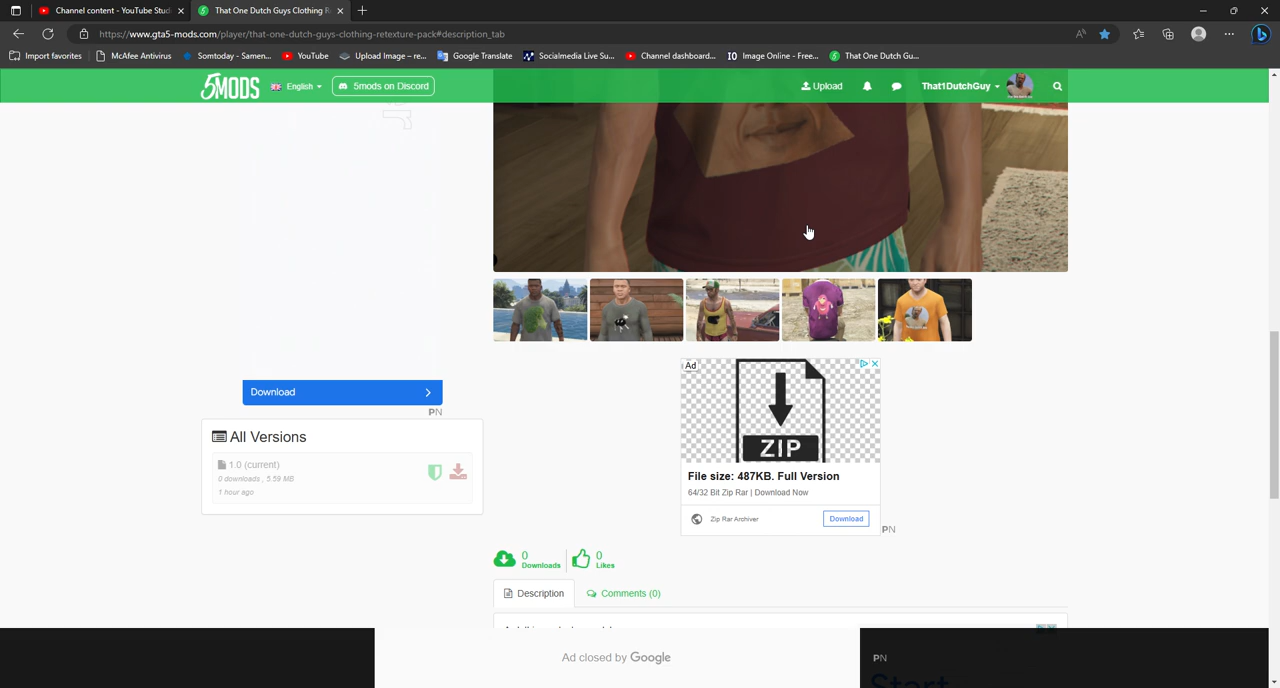 Channel content - YouTube Stud
That One Dutch Guys Clothing R
https://www.gta5-mods.com/player/that-one-dutch-guys-clothing-retexture-pack#description_tab
Import favorites
McAfee Antivirus
Somtoday - Samen...
YouTube
Upload Image – re...
Google Translate
Socialmedia Live Su...
Channel dashboard...
IO Image Online - Free...
That One Dutch Gu...
5MODS
English
5mods on Discord
Upload
That1DutchGuy
Download
PN
All Versions
1.0 (current)
0 downloads , 5.59 MB
1 hour ago
Ad
ZIP
File size: 487KB. Full Version
64/32 Bit Zip Rar | Download Now
Zip Rar Archiver
Download
PN
0
Downloads
0
Likes
Description
Comments (0)
Ad closed by Google
PN
Start